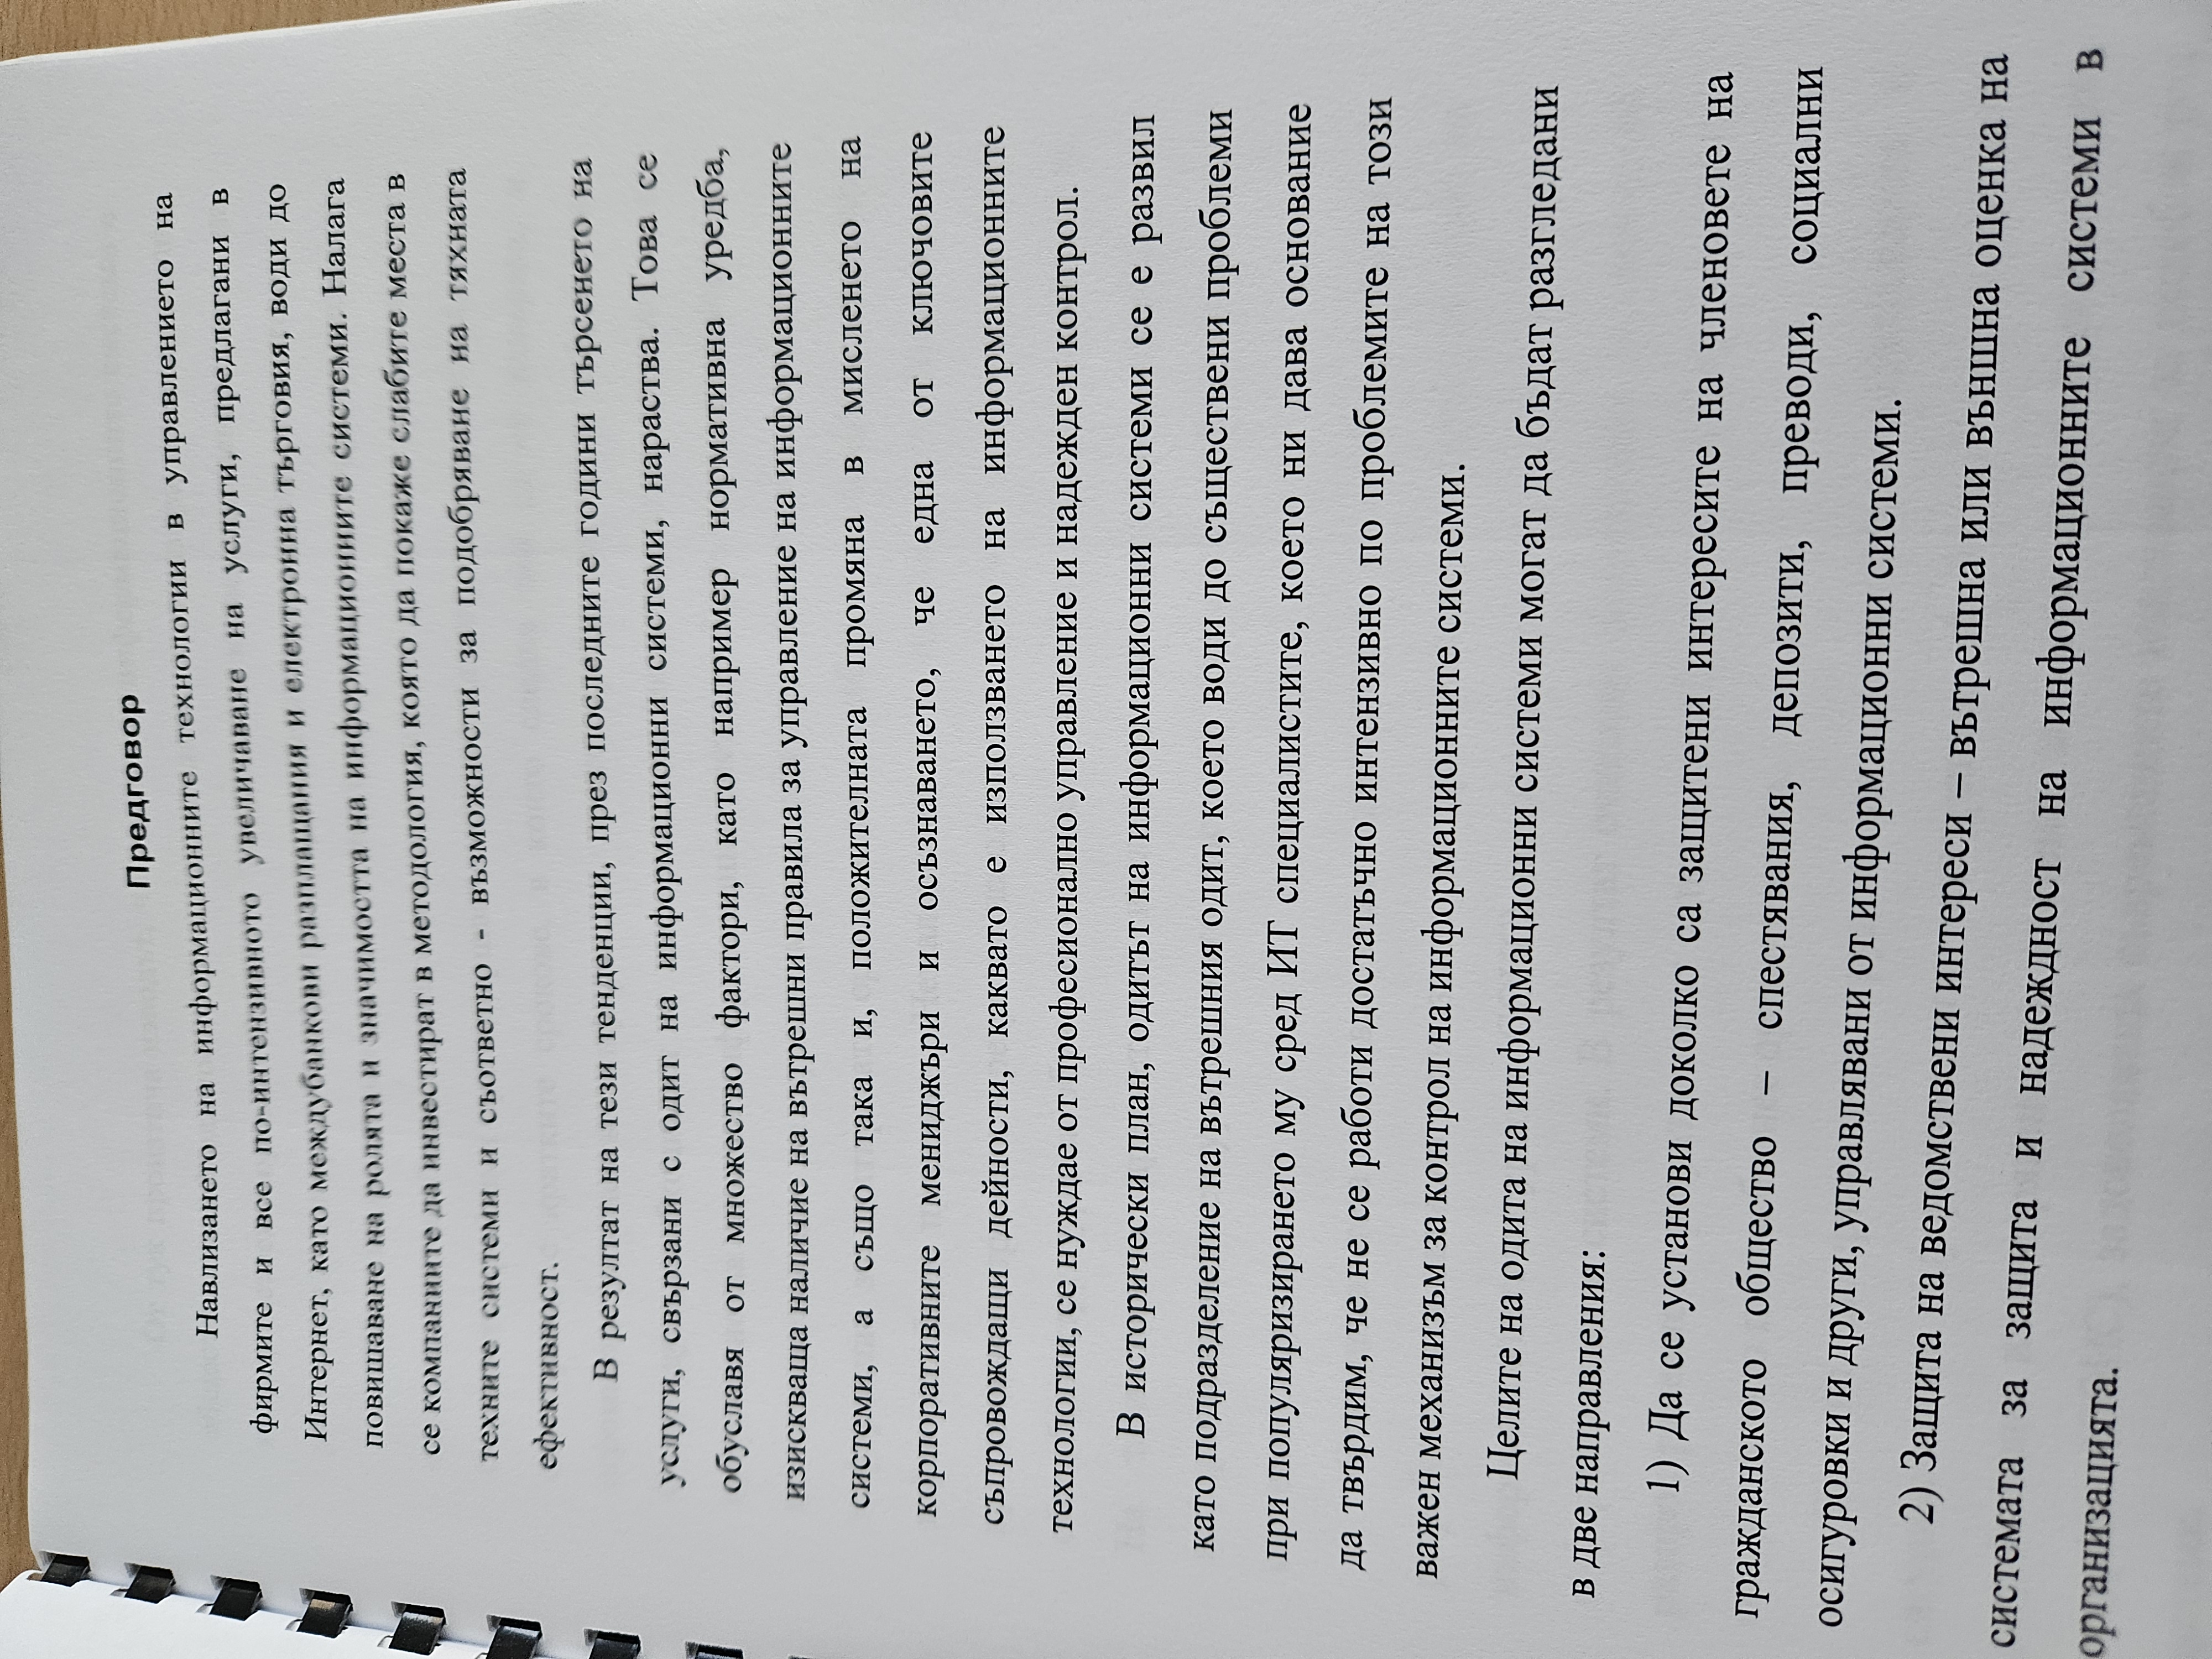 Предговор
Навлизането на информационните технологии в управлението на
фирмите и все по-интензивното увеличаване на услуги, предлагани в
Интернет, като междубанкови разплащания и електронна търговия, води до
повишаване на ролята и значимостта на информационните системи. Налага
се компаниите да инвестират в методология, която да покаже слабите места в
техните системи и съответно - възможности за подобряване на тяхната
ефективност.
В резултат на тези тенденции, през последните години търсенето на
услуги, свързани с одит на информационни системи, нараства. Това се
обуславя от множество фактори, като например нормативна уредба,
изискваща наличие на вътрешни правила за управление на информационните
системи, а също така и, положителната промяна в мисленето на
корпоративните мениджъри и осъзнаването, че една от ключовите
съпровождащи дейности, каквато е използването на информационните
технологии, се нуждае от професионално управление и надежден контрол.
В исторически план, одитът на информационни системи се е развил
като подразделение на вътрешния одит, което води до съществени проблеми
при популяризирането му сред ИТ специалистите, което ни дава основание
да твърдим, че не се работи достатъчно интензивно по проблемите на този
важен механизъм за контрол на информационните системи.
Целите на одита на информационни системи могат да бъдат разгледани
в две направления:
1) Да се установи доколко са защитени интересите на членовете на
гражданското общество – спестявания, депозити, преводи, социални
осигуровки и други, управлявани от информационни системи.
2) Защита на ведомствени интереси – вътрешна или външна оценка на
системата за защита и надеждност на информационните системи в
организацията.